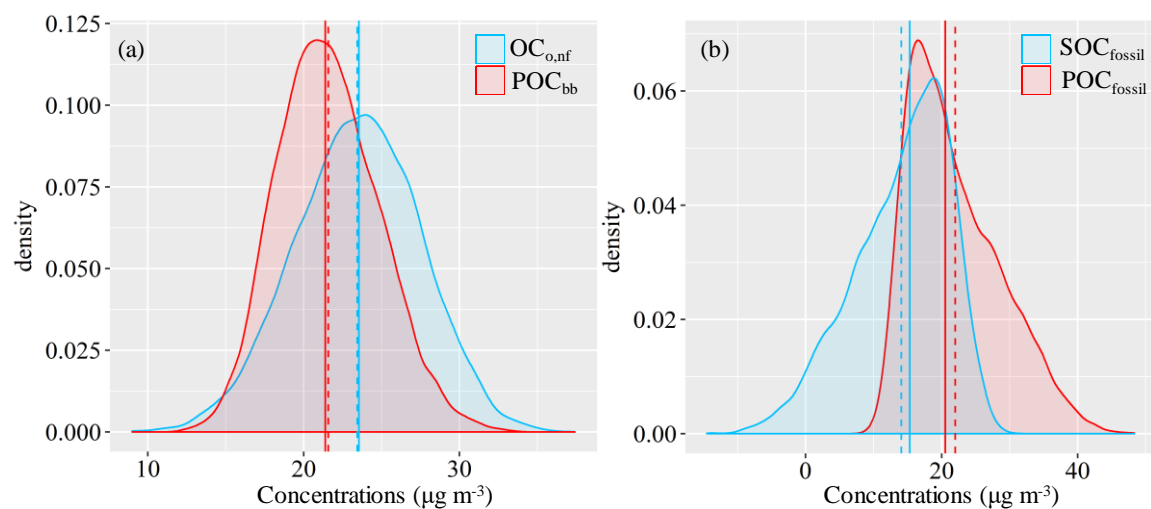 (a)
OCo,nf
POCbb
0.125
0.100
0.075
0.050
0.025
0.000
density
10 20 30
Concentrations (μg m-3)
(b)
SOCfossil
POCfossil
0.06
0.04
0.02
0.00
density
0 20 40
Concentrations (μg m-3)